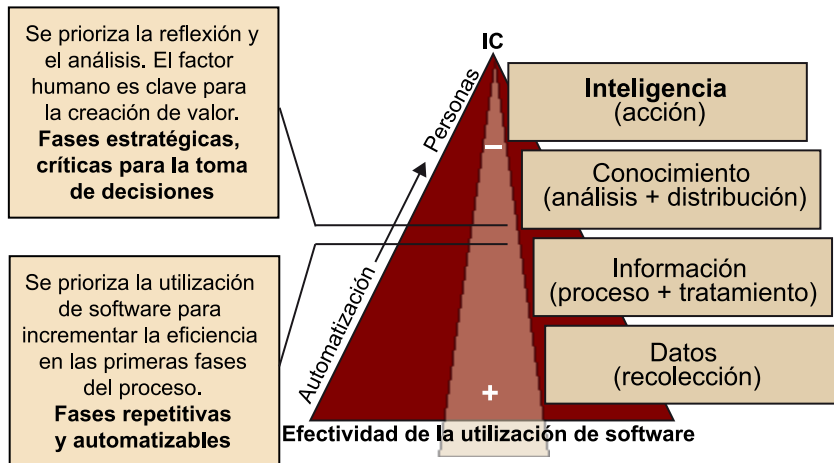 Se prioriza la reflexión y
el análisis. El factor
humano es clave para
la creación de valor.
Fases estratégicas,
críticas para la toma
de decisiones
Se prioriza la utilización
de software para
incrementar la eficiencia
en las primeras fases
del proceso.
Fases repetitivas
y automatizables
IC
Personas
Automatización
–
+
Inteligencia
(acción)
Conocimiento
(análisis + distribución)
Información
(proceso + tratamiento)
Datos
(recolección)
Efectividad de la utilización de software